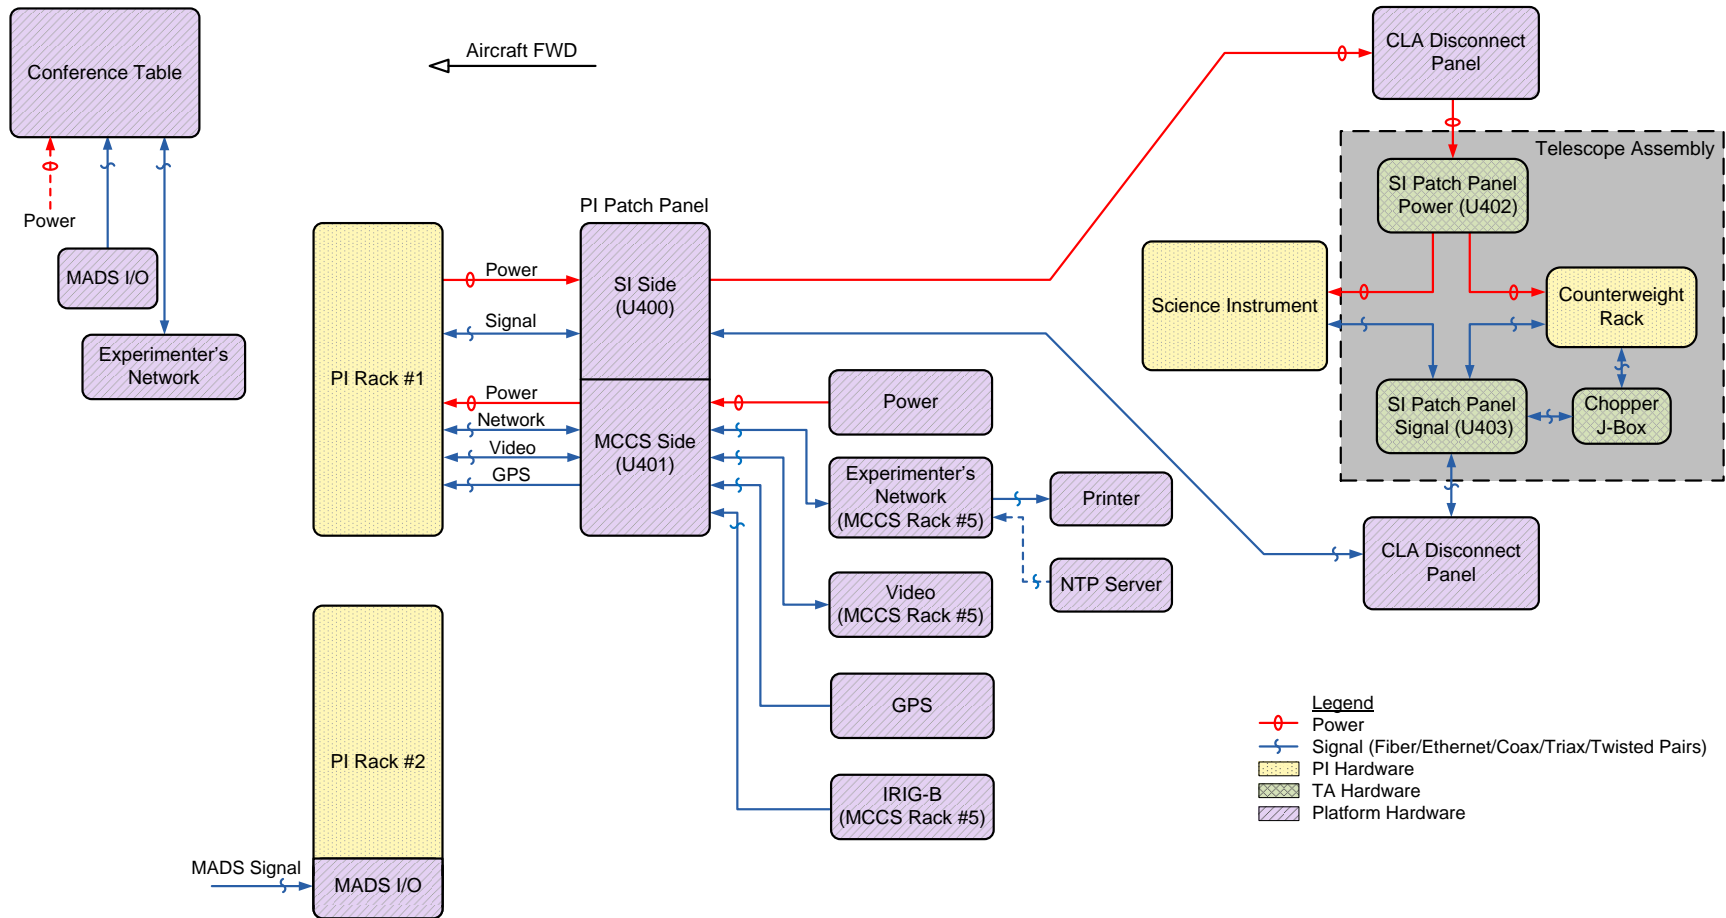 Aircraft FWD
Conference Table
Power
MADS I/O
Experimenter's
Network
CLA Disconnect
Panel
Telescope Assembly
SI Patch Panel
Power (U402)
Science Instrument
Counterweight
Rack
SI Patch Panel
Signal (U403)
Chopper
J-Box
CLA Disconnect
Panel
PI Patch Panel
SI Side
(U400)
MCCS Side
(U401)
PI Rack #1
Power
Signal
Power
Network
Video
GPS
Power
Experimenter's
Network
(MCCS Rack #5)
Printer
NTP Server
Video
(MCCS Rack #5)
GPS
IRIG-B
(MCCS Rack #5)
PI Rack #2
MADS Signal
MADS I/O
Legend
Power
Signal (Fiber/Ethernet/Coax/Triax/Twisted Pairs)
PI Hardware
TA Hardware
Platform Hardware